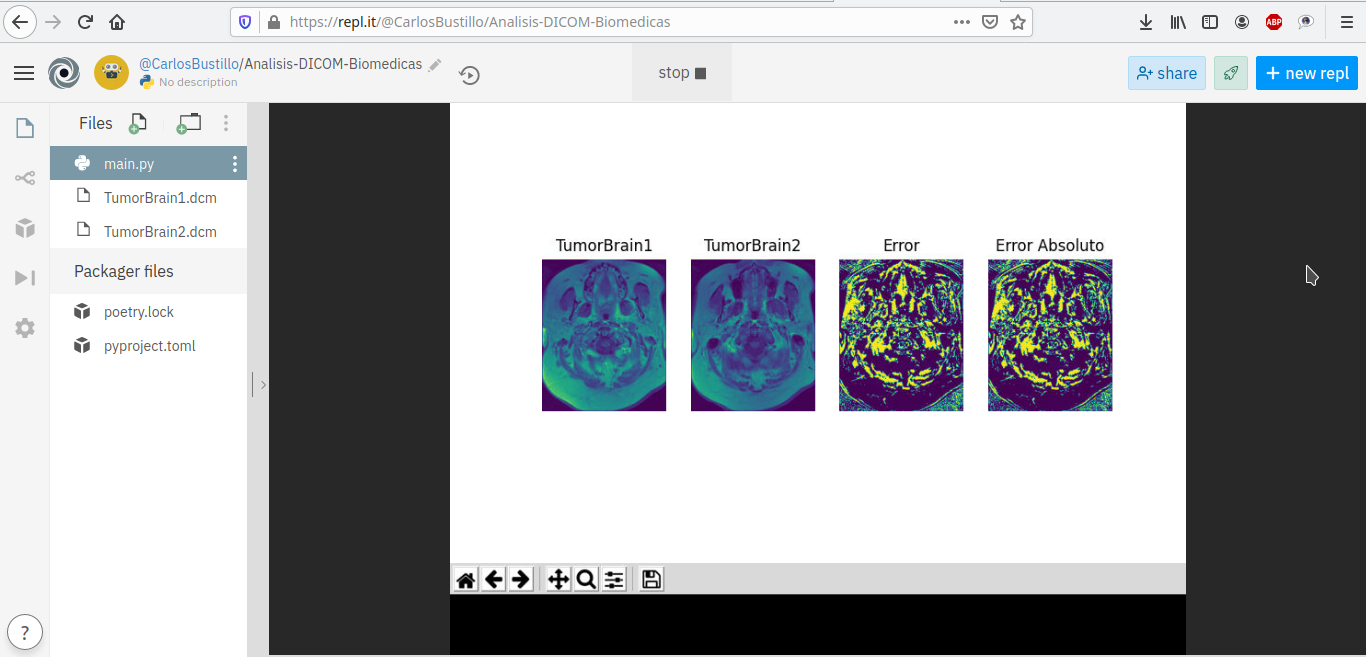 https://repl.it/@CarlosBustillo/Analisis-DICOM-Biomedicas
ABP
@CarlosBustillo/Analisis-DICOM-Biomedicas
No description
stop
share
+ new repl
Files
main.py
TumorBrain1.dcm
TumorBrain2.dcm
Packager files
poetry.lock
pyproject.toml
TumorBrain1
TumorBrain2
Error
Error Absoluto
?